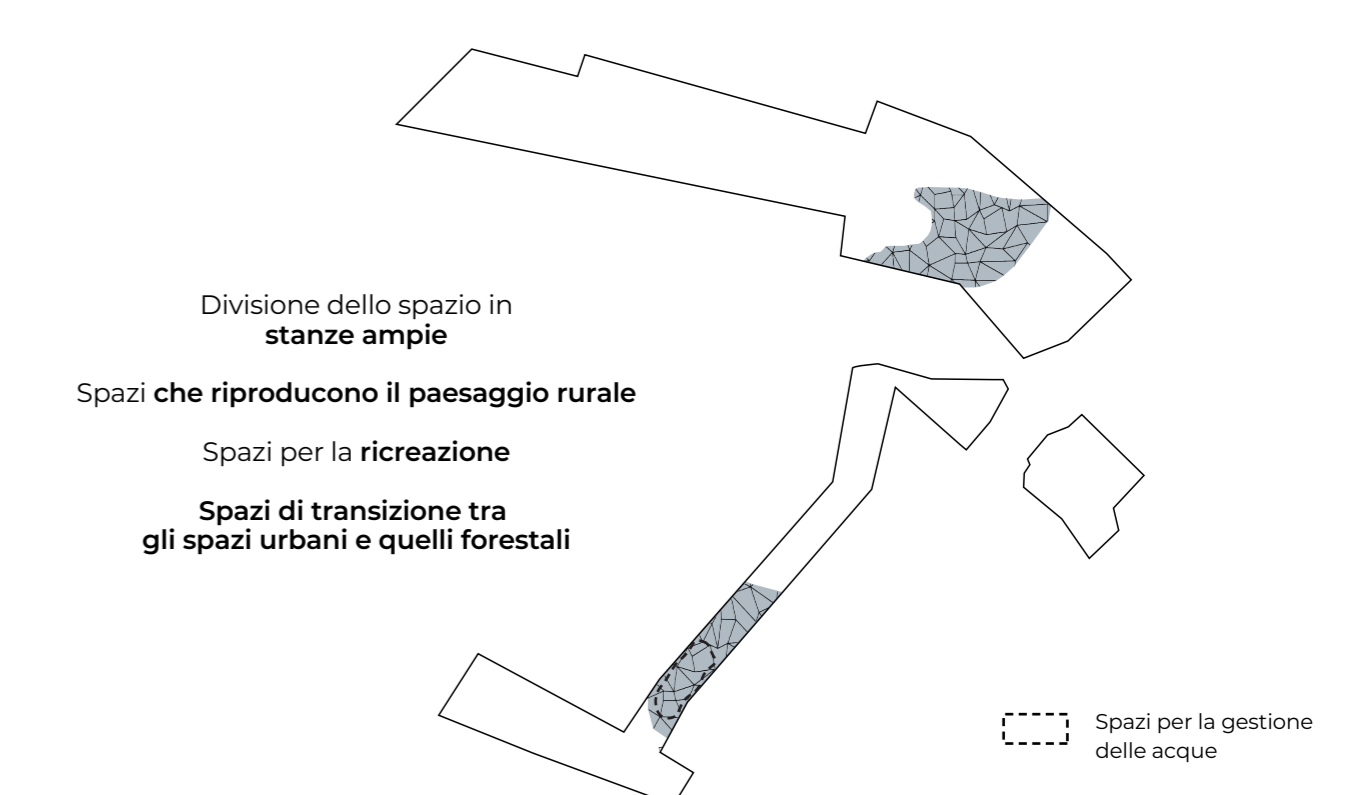 Divisione dello spazio in
stanze ampie
Spazi che riproducono il paesaggio rurale
Spazi per la ricreazione
Spazi di transizione tra
gli spazi urbani e quelli forestali
Spazi per la gestione
delle acque